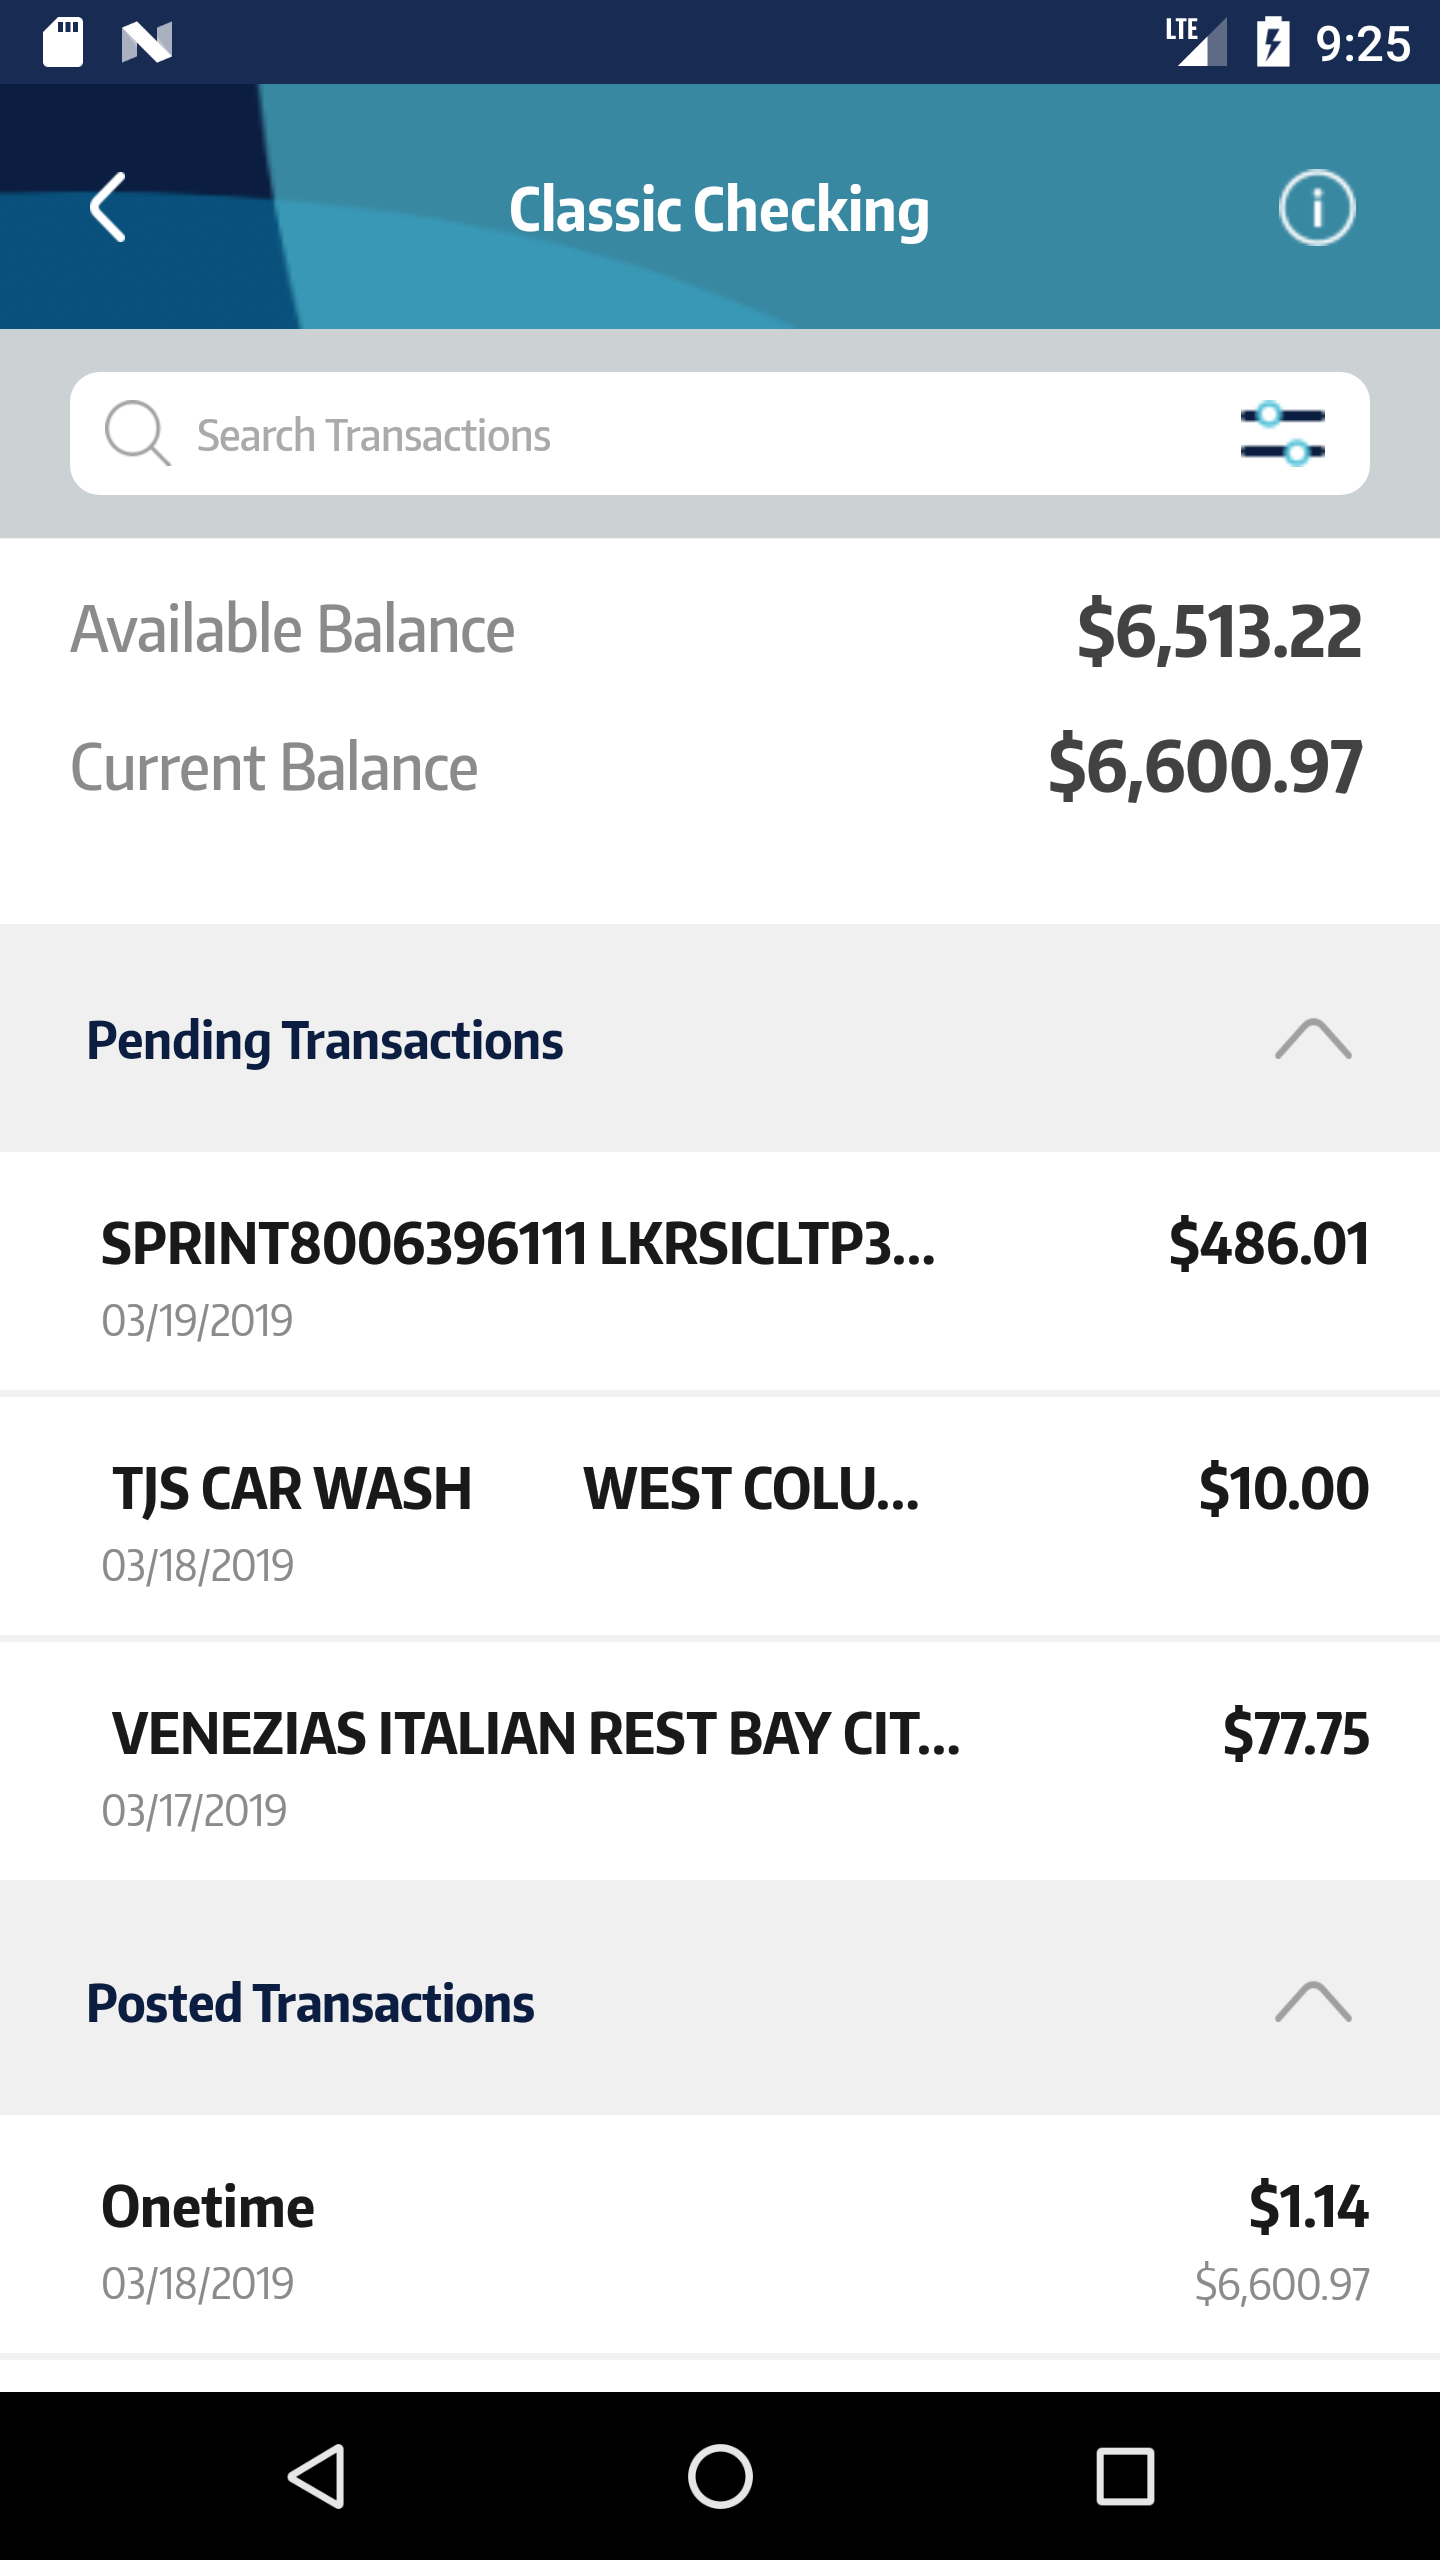 LTE 9:25
Classic Checking
Search Transactions
Available Balance $6,513.22
Current Balance $6,600.97
Pending Transactions
SPRINT8006396111 LKRSICLTP3... $486.01
03/19/2019
TJS CAR WASH WEST COLU... $10.00
03/18/2019
VENEZIAS ITALIAN REST BAY CIT... $77.75
03/17/2019
Posted Transactions
Onetime $1.14
03/18/2019 $6,600.97